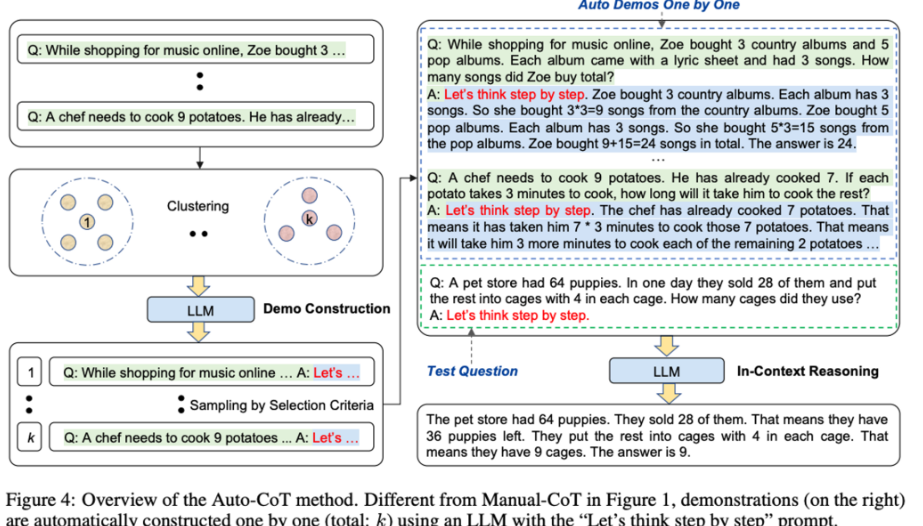 Auto Demos One by One
Q: While shopping for music online, Zoe bought 3 …
Q: A chef needs to cook 9 potatoes. He has already…
1
Clustering
k
LLM
Demo Construction
1
Q: While shopping for music online … A: Let's …
Sampling by Selection Criteria
k
Q: A chef needs to cook 9 potatoes ... A: Let's …
Q: While shopping for music online, Zoe bought 3 country albums and 5
pop albums. Each album came with a lyric sheet and had 3 songs. How
many songs did Zoe buy total?
A: Let's think step by step. Zoe bought 3 country albums. Each album has 3
songs. So she bought 3*3=9 songs from the country albums. Zoe bought 5
pop albums. Each album has 3 songs. So she bought 5*3=15 songs from
the pop albums. Zoe bought 9+15=24 songs in total. The answer is 24.
…
Q: A chef needs to cook 9 potatoes. He has already cooked 7. If each
potato takes 3 minutes to cook, how long will it take him to cook the rest?
A: Let's think step by step. The chef has already cooked 7 potatoes. That
means it has taken him 7 * 3 minutes to cook those 7 potatoes. That means
it will take him 3 more minutes to cook each of the remaining 2 potatoes …
Q: A pet store had 64 puppies. In one day they sold 28 of them and put
the rest into cages with 4 in each cage. How many cages did they use?
A: Let's think step by step.
Test Question
LLM
In-Context Reasoning
The pet store had 64 puppies. They sold 28 of them. That means they have
36 puppies left. They put the rest into cages with 4 in each cage. That
means they have 9 cages. The answer is 9.
Figure 4: Overview of the Auto-CoT method. Different from Manual-CoT in Figure 1, demonstrations (on the right)
are automatically constructed one by one (total: k) using an LLM with the “Let's think step by step” prompt.